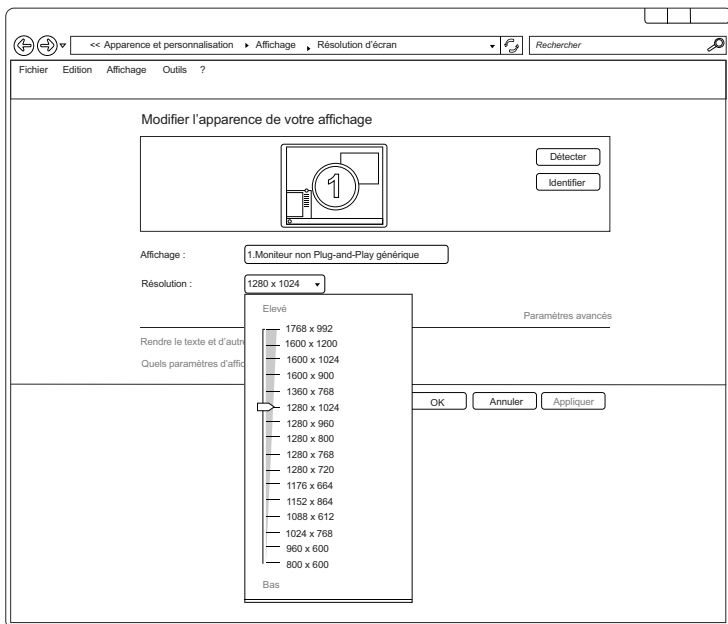 << Apparence et personnalisation Affichage Résolution d'écran Rechercher
Fichier Edition Affichage Outils ?
Modifier l'apparence de votre affichage
1
Détecter
Identifier
Affichage : 1.Moniteur non Plug-and-Play générique
Résolution : 1280 x 1024
Elevé
Paramètres avancés
1768 x 992
Rendre le texte et d'autre
1600 x 1200
1600 x 1024
Quels paramètres d'affic
1600 x 900
1360 x 768
1280 x 1024
OK Annuler Appliquer
1280 x 960
1280 x 800
1280 x 768
1280 x 720
1176 x 664
1152 x 864
1088 x 612
1024 x 768
960 x 600
800 x 600
Bas